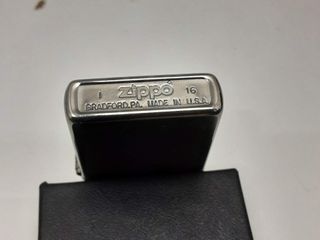 I zippo 16
BRADFORD,PA. MADE IN U.S.A.